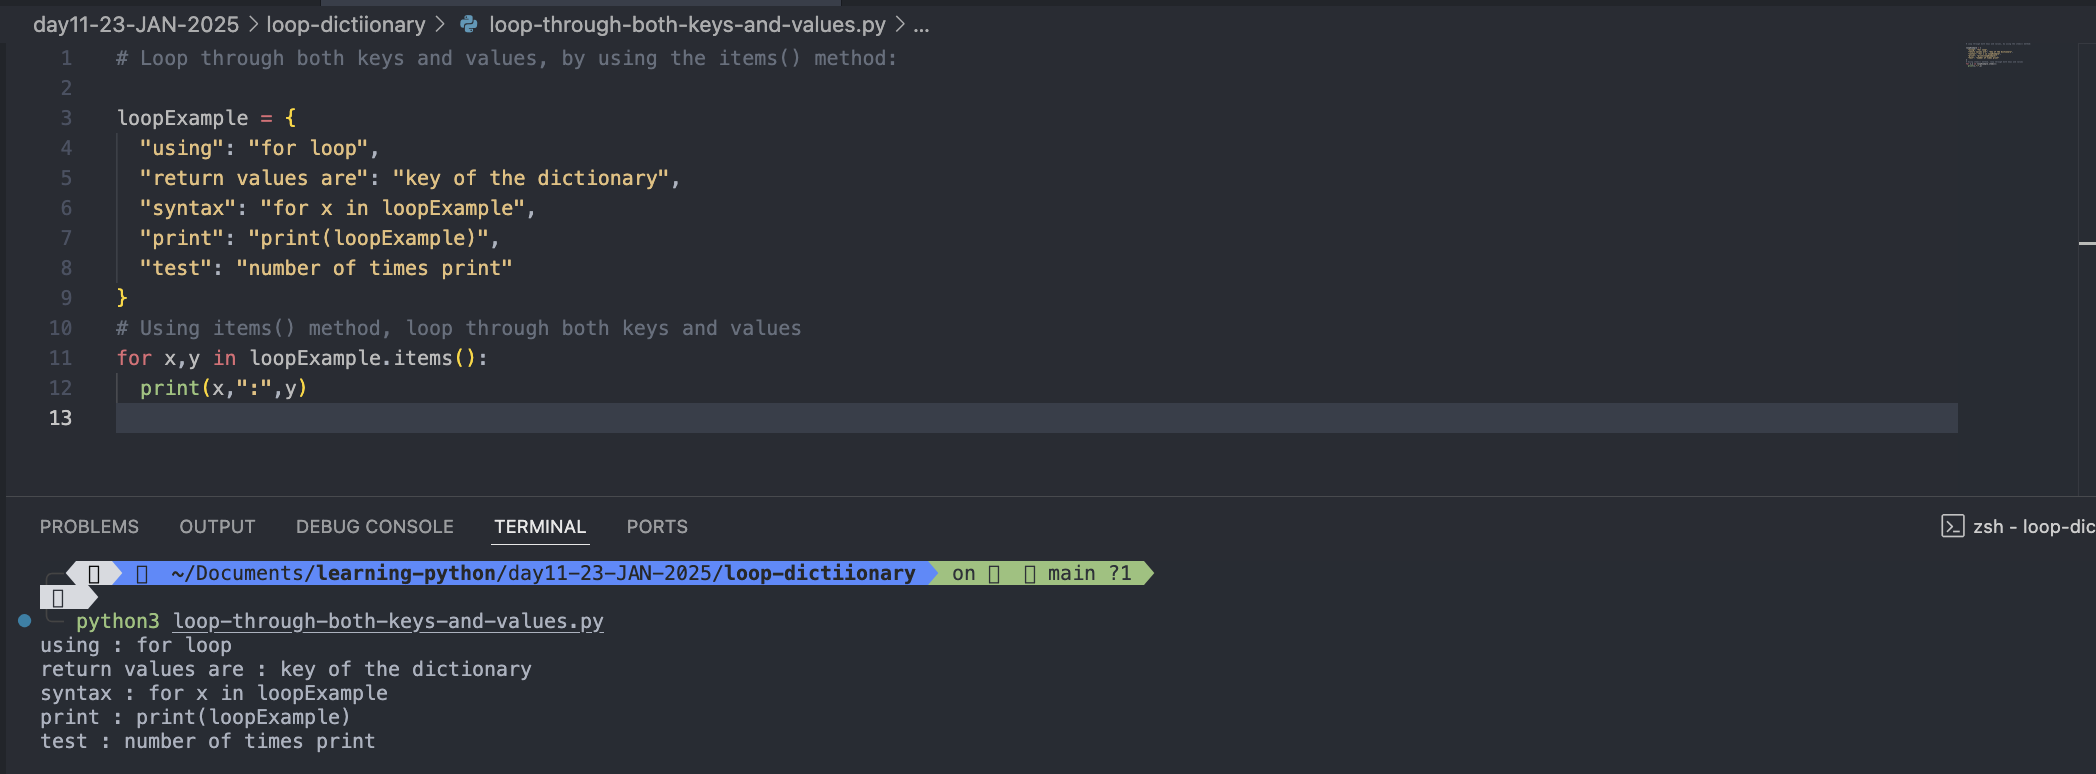 day11-23-JAN-2025 > loop-dictiionary > loop-through-both-keys-and-values.py > ...
1 # Loop through both keys and values, by using the items() method:
2
3 loopExample = {
4 "using": "for loop",
5 "return values are": "key of the dictionary",
6 "syntax": "for x in loopExample",
7 "print": "print(loopExample)",
8 "test": "number of times print"
9 }
10 # Using items() method, loop through both keys and values
11 for x,y in loopExample.items():
12 print(x,":",y)
13
PROBLEMS OUTPUT DEBUG CONSOLE TERMINAL PORTS zsh - loop-dic
~/Documents/learning-python/day11-23-JAN-2025/loop-dictiionary on main ?1
python3 loop-through-both-keys-and-values.py
using : for loop
return values are : key of the dictionary
syntax : for x in loopExample
print : print(loopExample)
test : number of times print